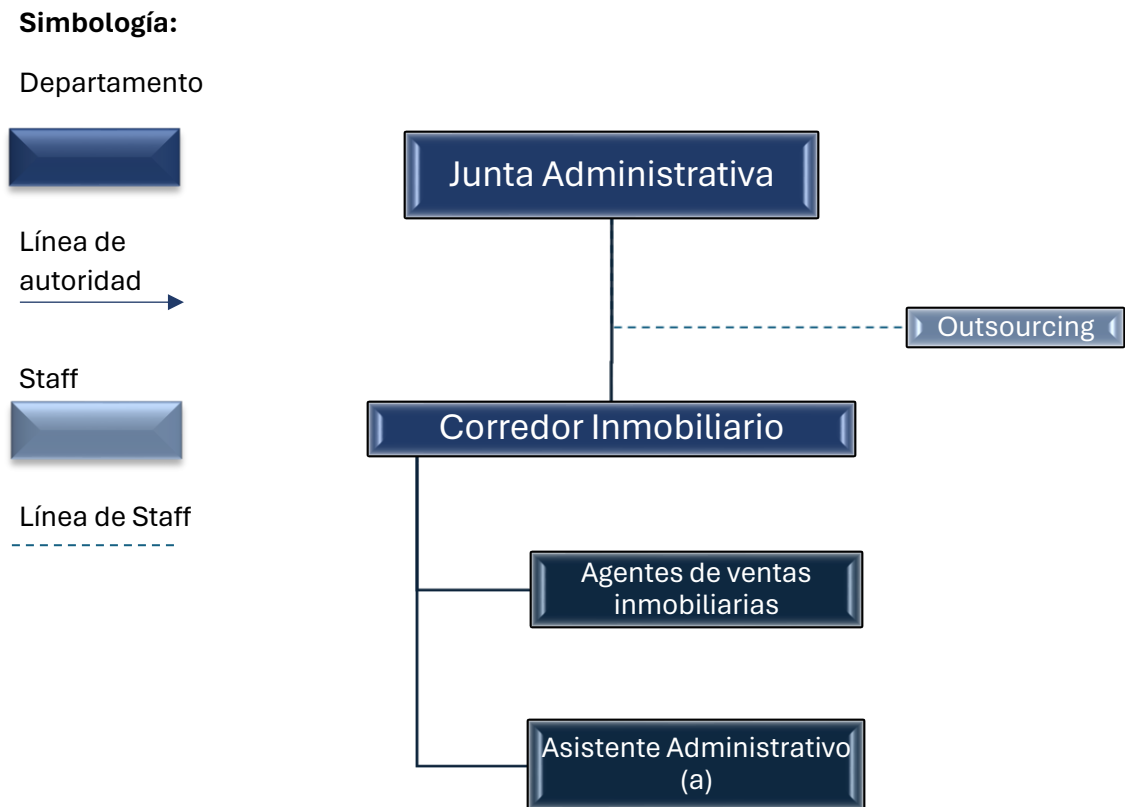 Simbología:
Departamento
Línea de
autoridad
Staff
Línea de Staff
Junta Administrativa
Outsourcing
Corredor Inmobiliario
Agentes de ventas
inmobiliarias
Asistente Administrativo
(a)